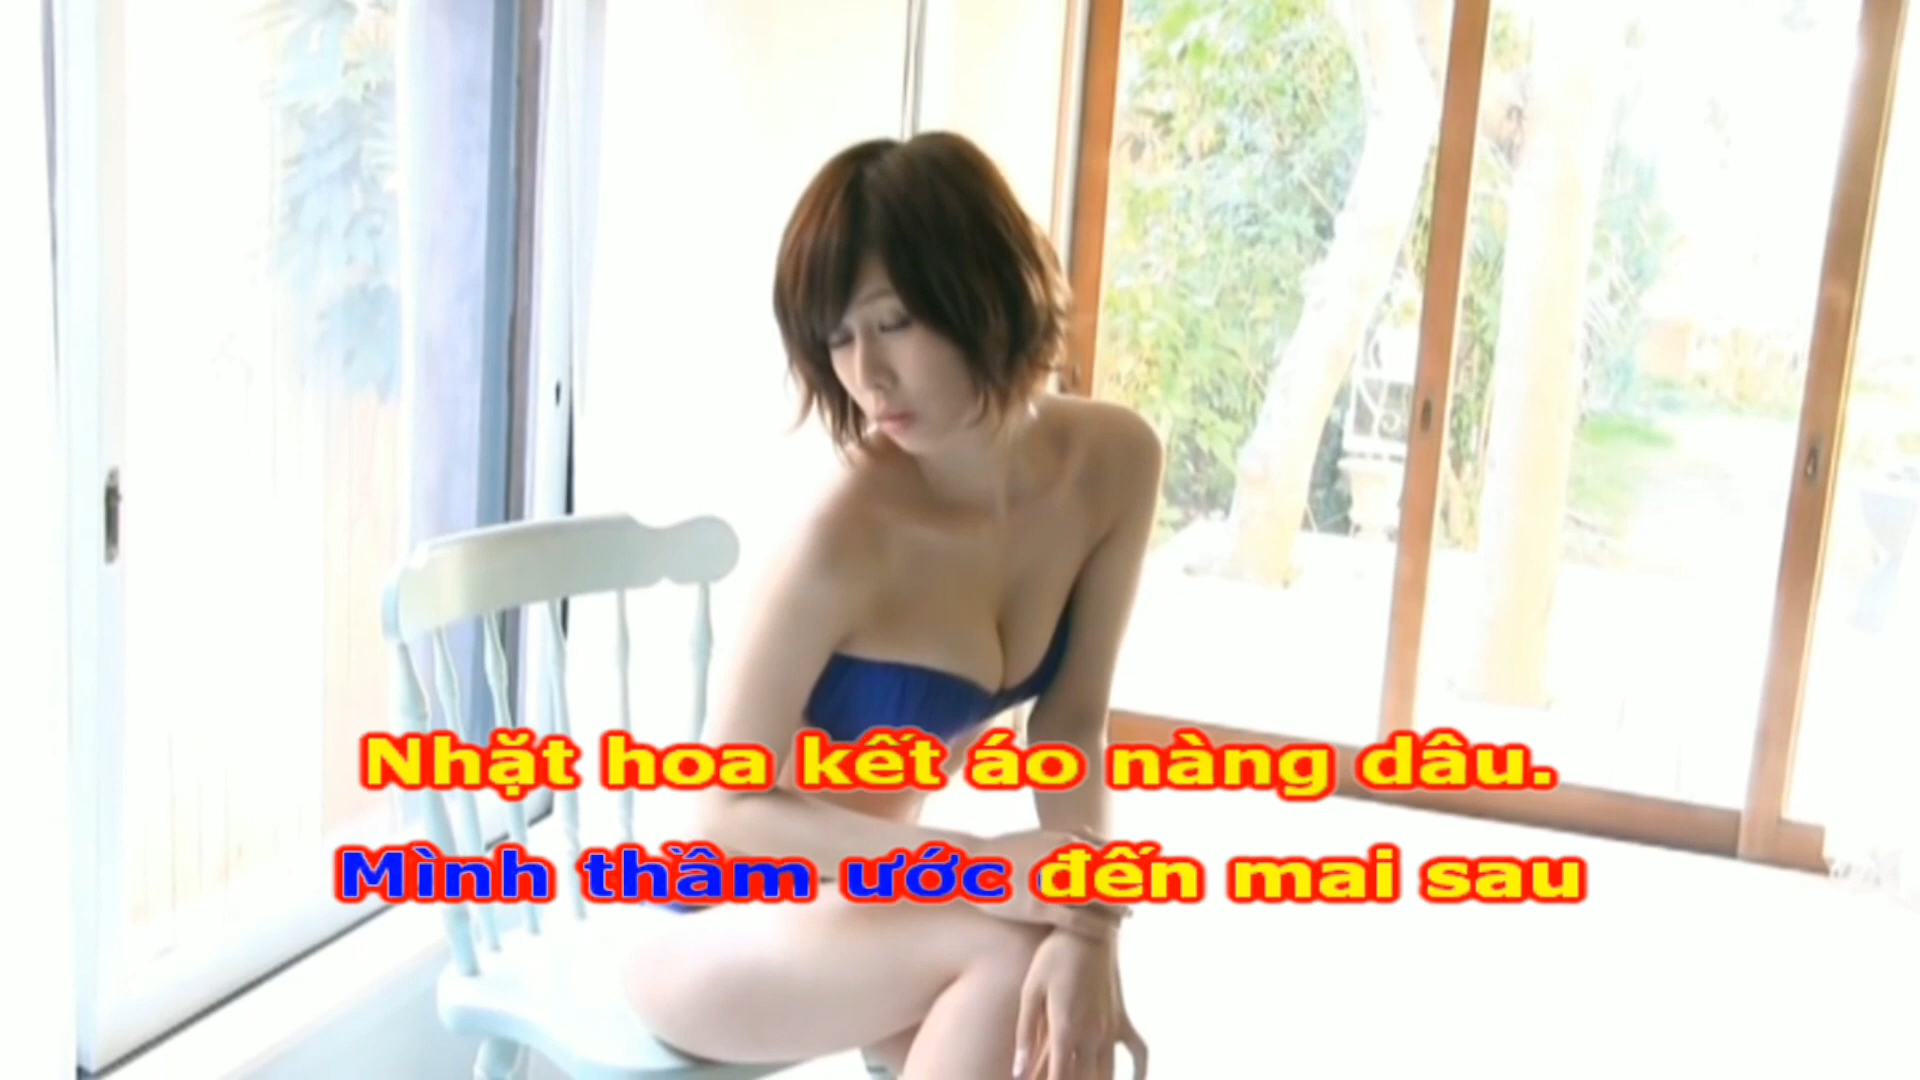 Nhặt hoa kết áo nàng dâu.
Mình thầm ước đến mai sau